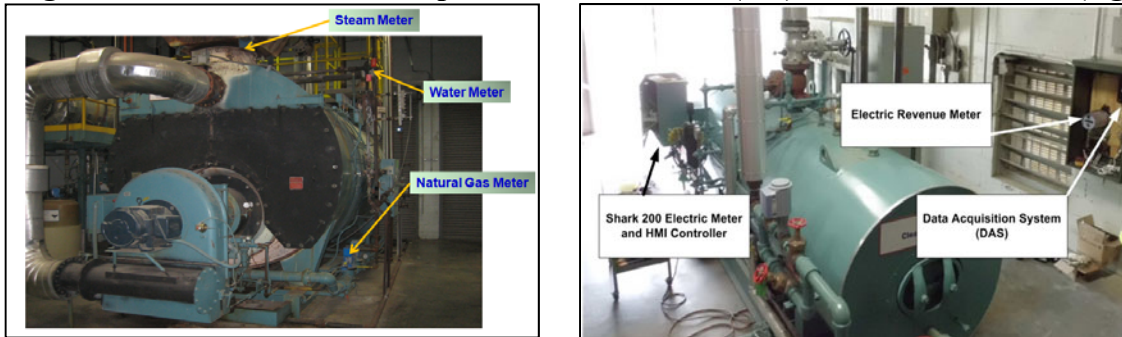 Steam Meter
Water Meter
Natural Gas Meter
Electric Revenue Meter
Shark 200 Electric Meter
and HMI Controller
Data Acquisition System
(DAS)